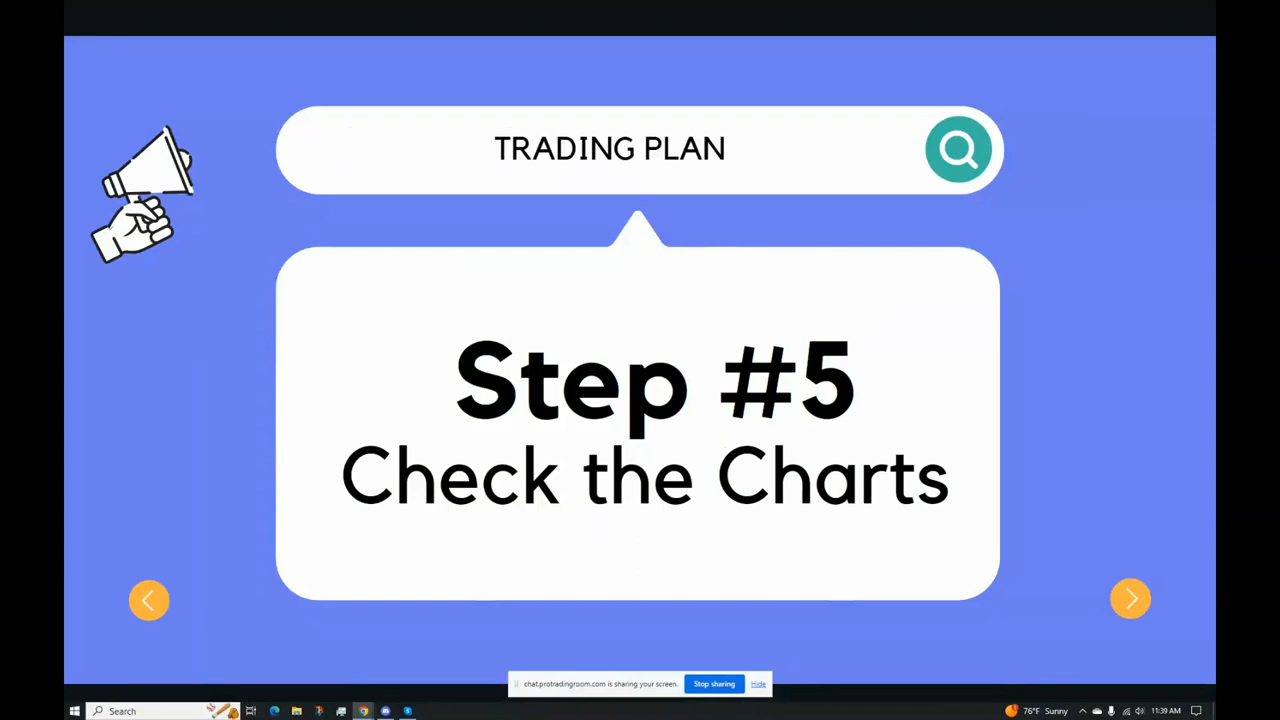 TRADING PLAN
Step #5
Check the Charts
chat.protradingroom.com is sharing your screen.
Stop sharing
Hide
Search
76°F Sunny
11:39 AM